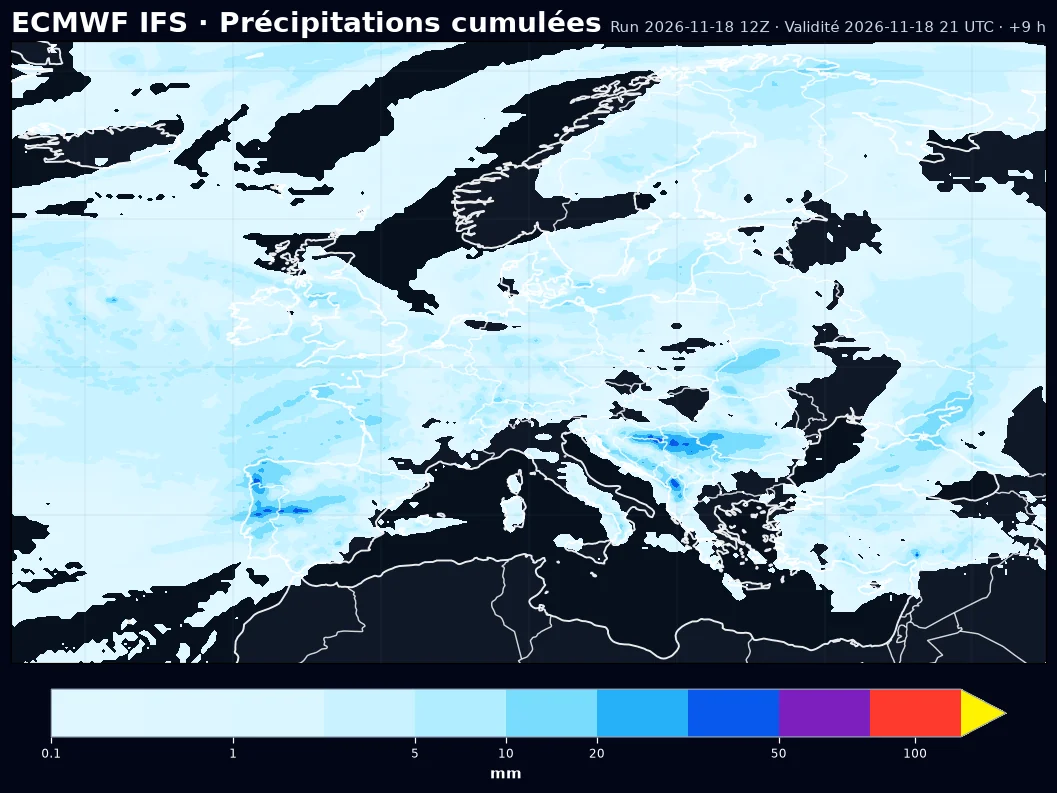 ECMWF IFS · Précipitations cumulées Run 2026-11-18 12Z · Validité 2026-11-18 21 UTC · +9 h
0.1 1 5 10 20 50 100
mm